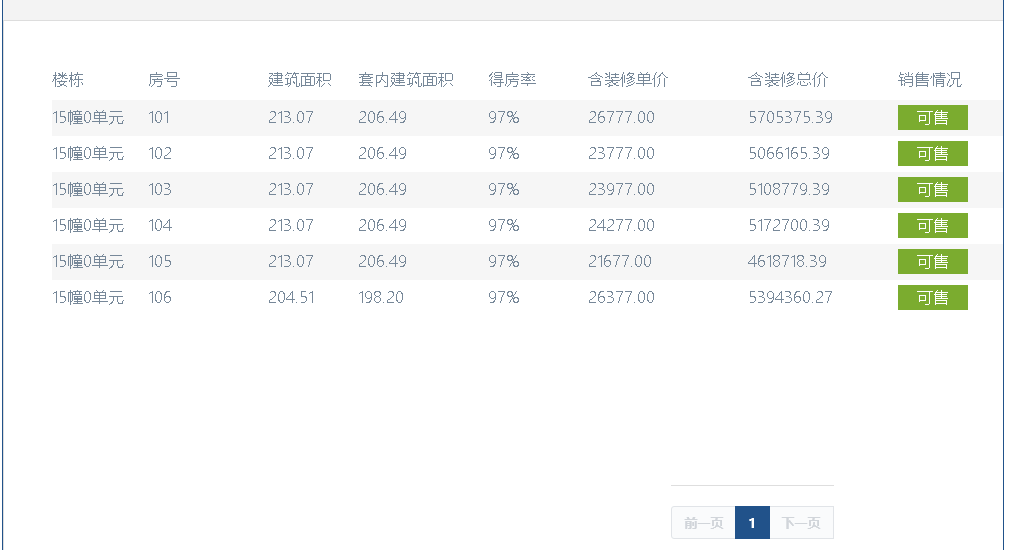 楼栋 房号 建筑面积 套内建筑面积 得房率 含装修单价 含装修总价 销售情况
15幢0单元 101 213.07 206.49 97% 26777.00 5705375.39 可售
15幢0单元 102 213.07 206.49 97% 23777.00 5066165.39 可售
15幢0单元 103 213.07 206.49 97% 23977.00 5108779.39 可售
15幢0单元 104 213.07 206.49 97% 24277.00 5172700.39 可售
15幢0单元 105 213.07 206.49 97% 21677.00 4618718.39 可售
15幢0单元 106 204.51 198.20 97% 26377.00 5394360.27 可售
前一页 1 下一页